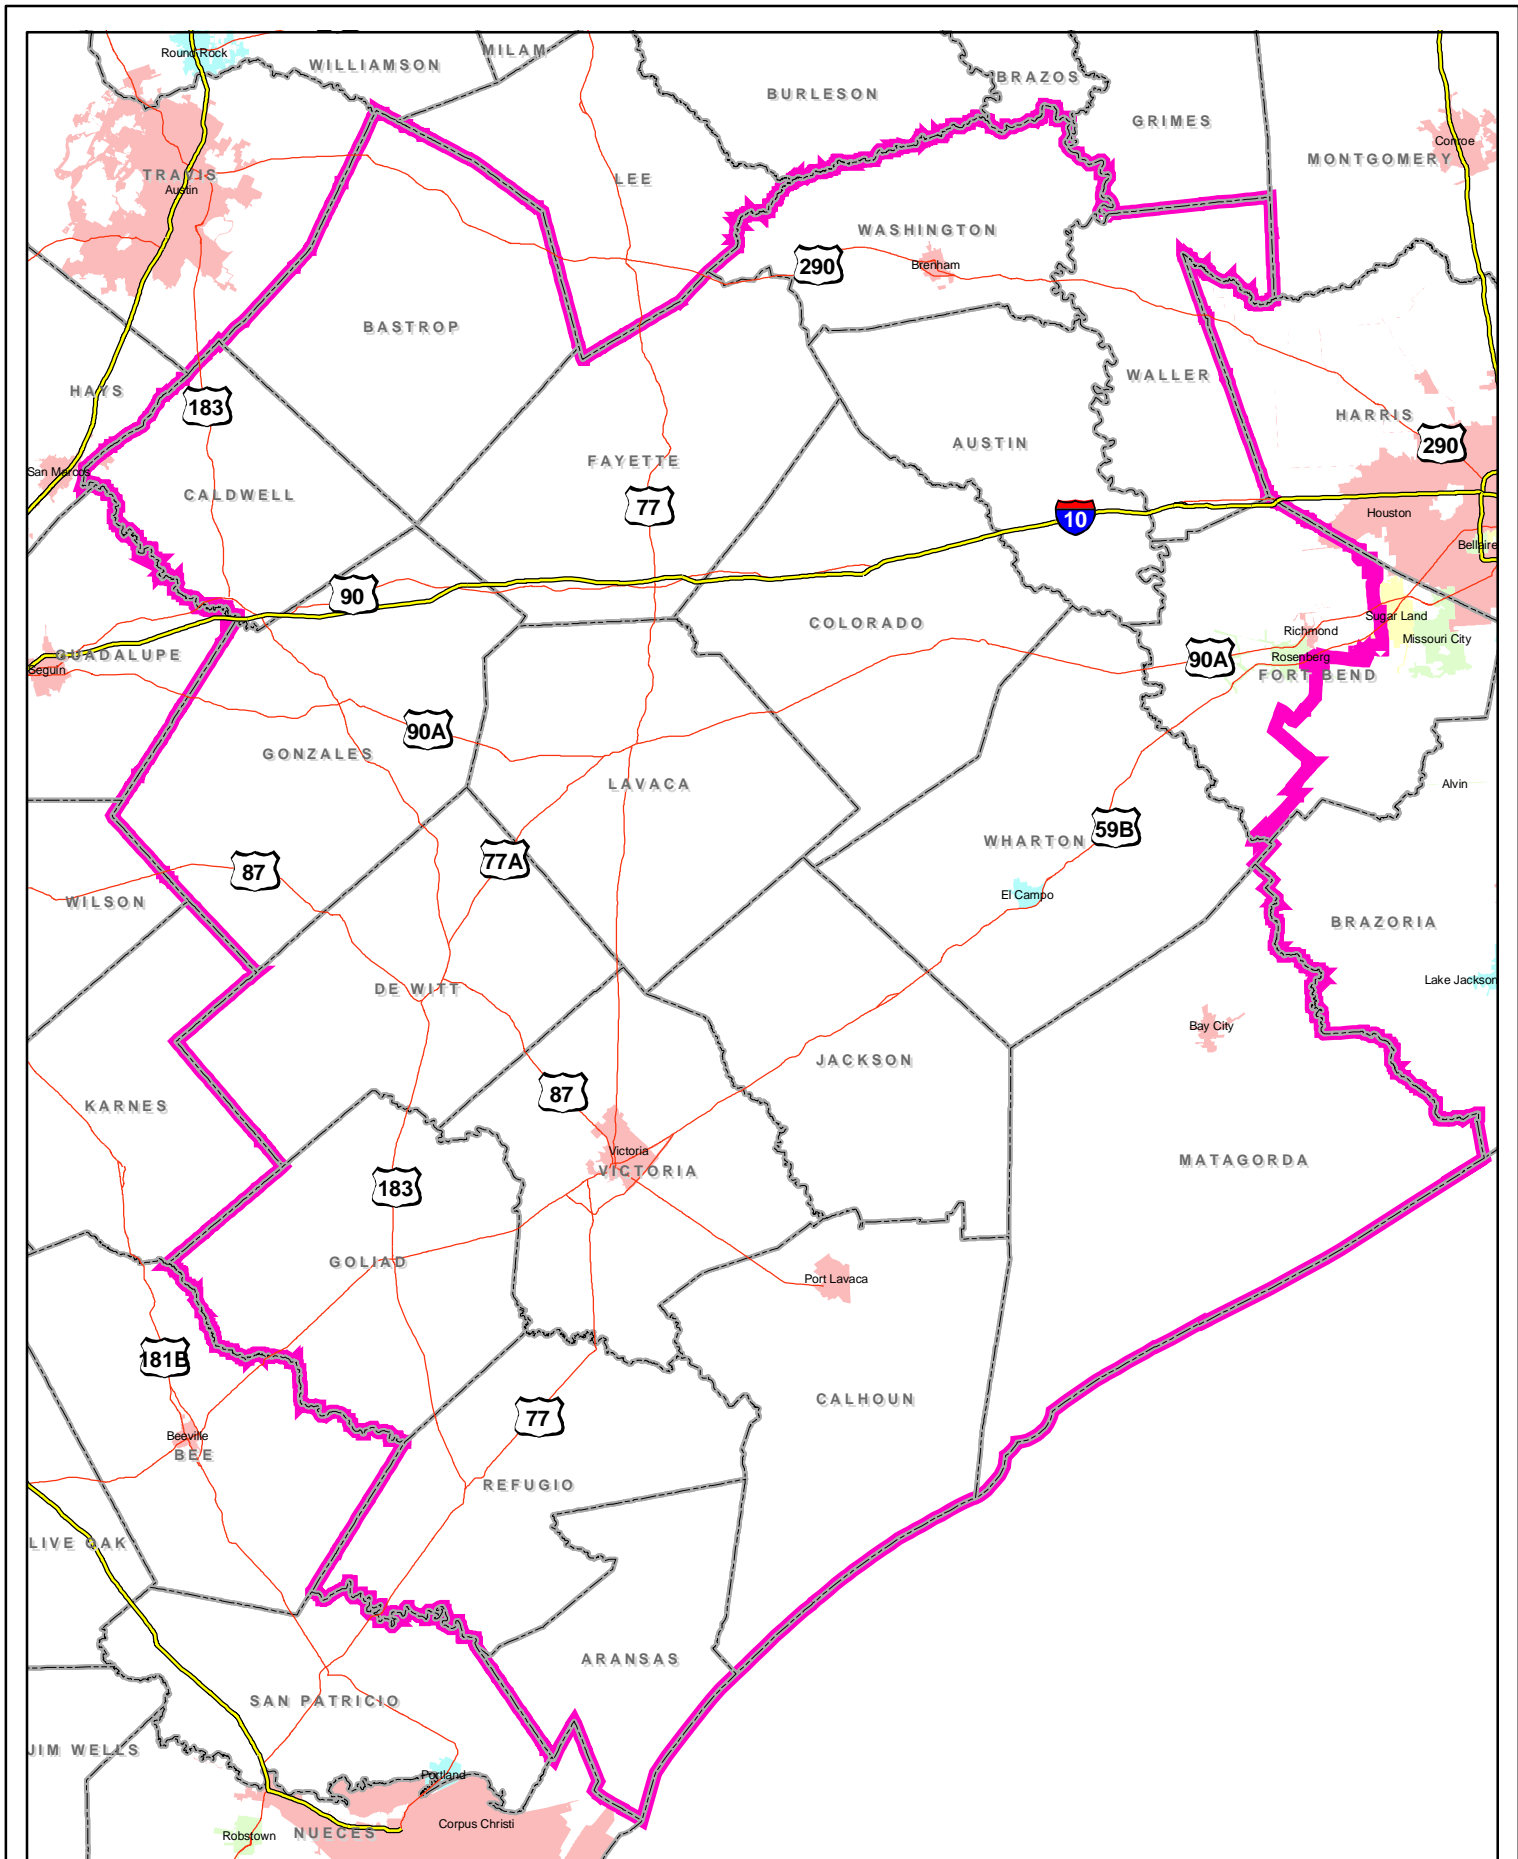 Round Rock
WILLIAMSON
MILAM
BURLESON
BRAZOS
GRIMES
MONTGOMERY
Conroe
TRAVIS
Austin
LEE
WASHINGTON
Brenham
290
BASTROP
HAYS
183
WALLER
HARRIS
290
AUSTIN
San Marcos
CALDWELL
FAYETTE
77
10
Houston
Bellaire
90
COLORADO
Sugar Land
Richmond
Missouri City
Rosenberg
90A
FORT BEND
GUADALUPE
Seguin
90A
GONZALES
LAVACA
Alvin
WHARTON
59B
77A
87
El Campo
WILSON
BRAZORIA
Lake Jackson
DE WITT
Bay City
JACKSON
87
KARNES
Victoria
VICTORIA
MATAGORDA
183
GOLIAD
Port Lavaca
181B
CALHOUN
77
Beeville
BEE
REFUGIO
LIVE OAK
ARANSAS
SAN PATRICIO
JIM WELLS
Portland
Corpus Christi
Robstown
NUECES